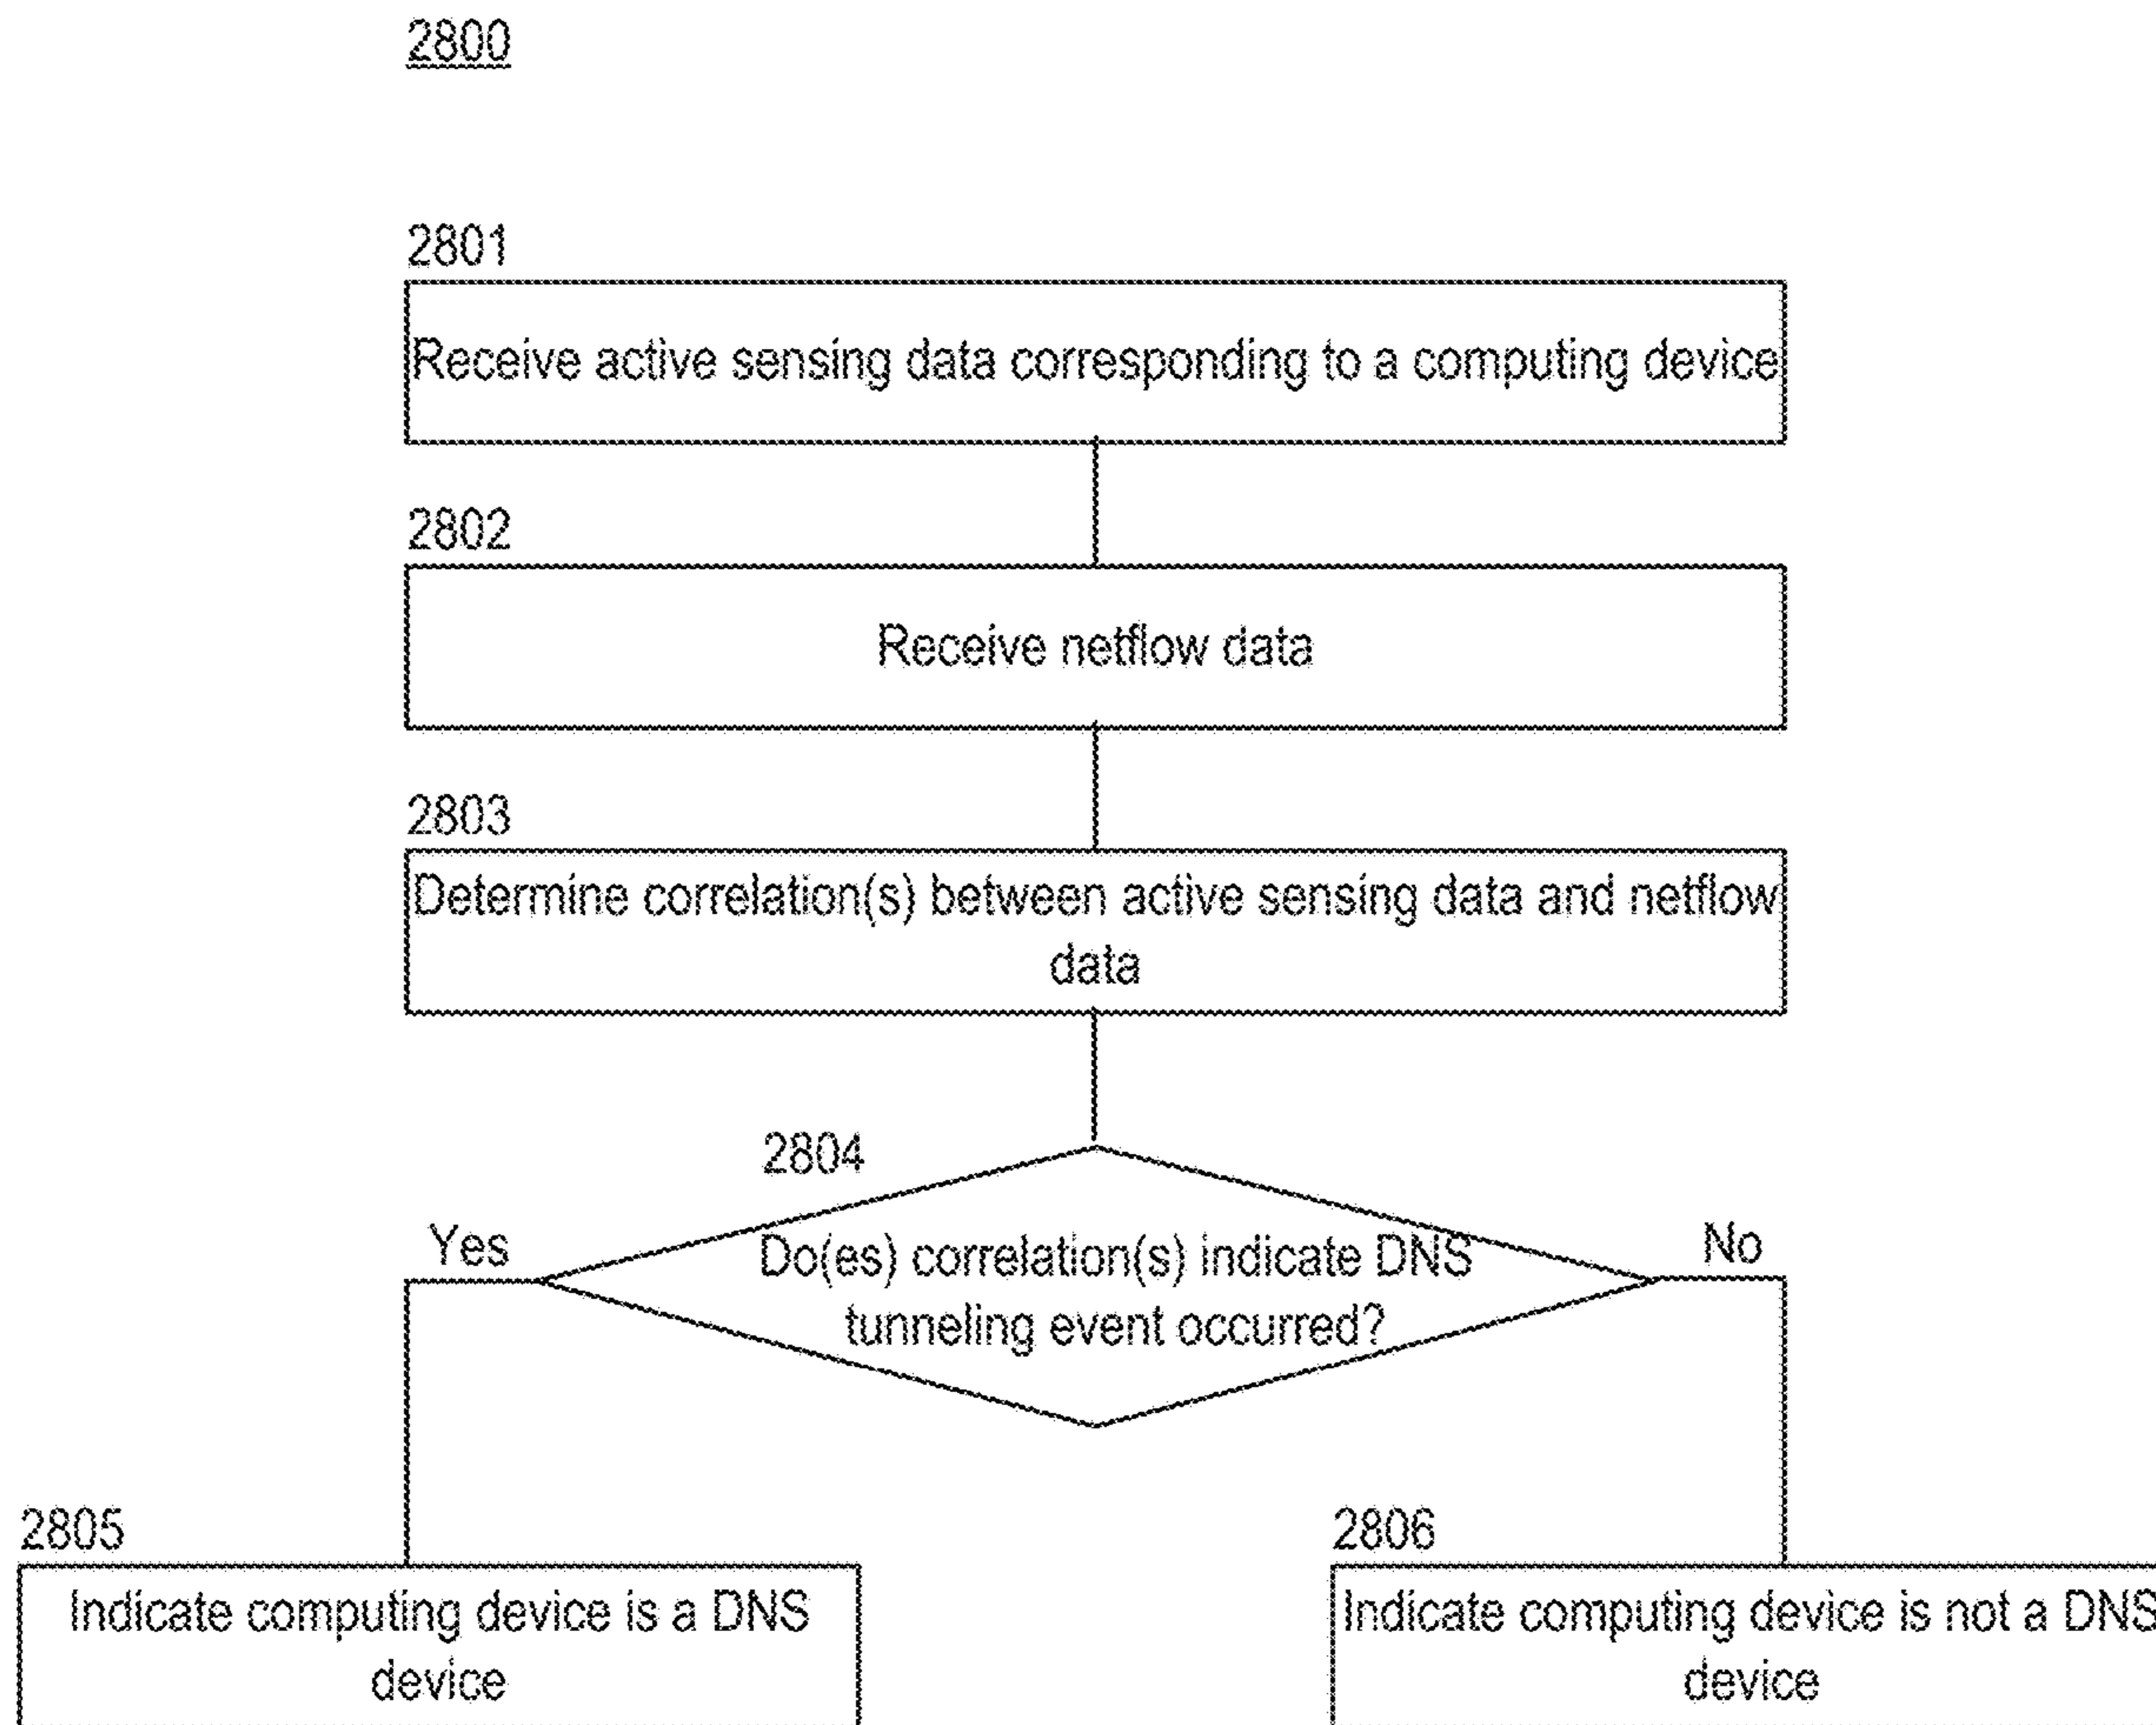 2800
2801
Receive active sensing data corresponding to a computing device
2802
Receive netflow data
2803
Determine correlation(s) between active sensing data and netflow
data
2804
Yes
No
Do(es) correlation(s) indicate DNS
tunneling event occurred?
2805
2806
Indicate computing device is a DNS
device
Indicate computing device is not a DNS
device